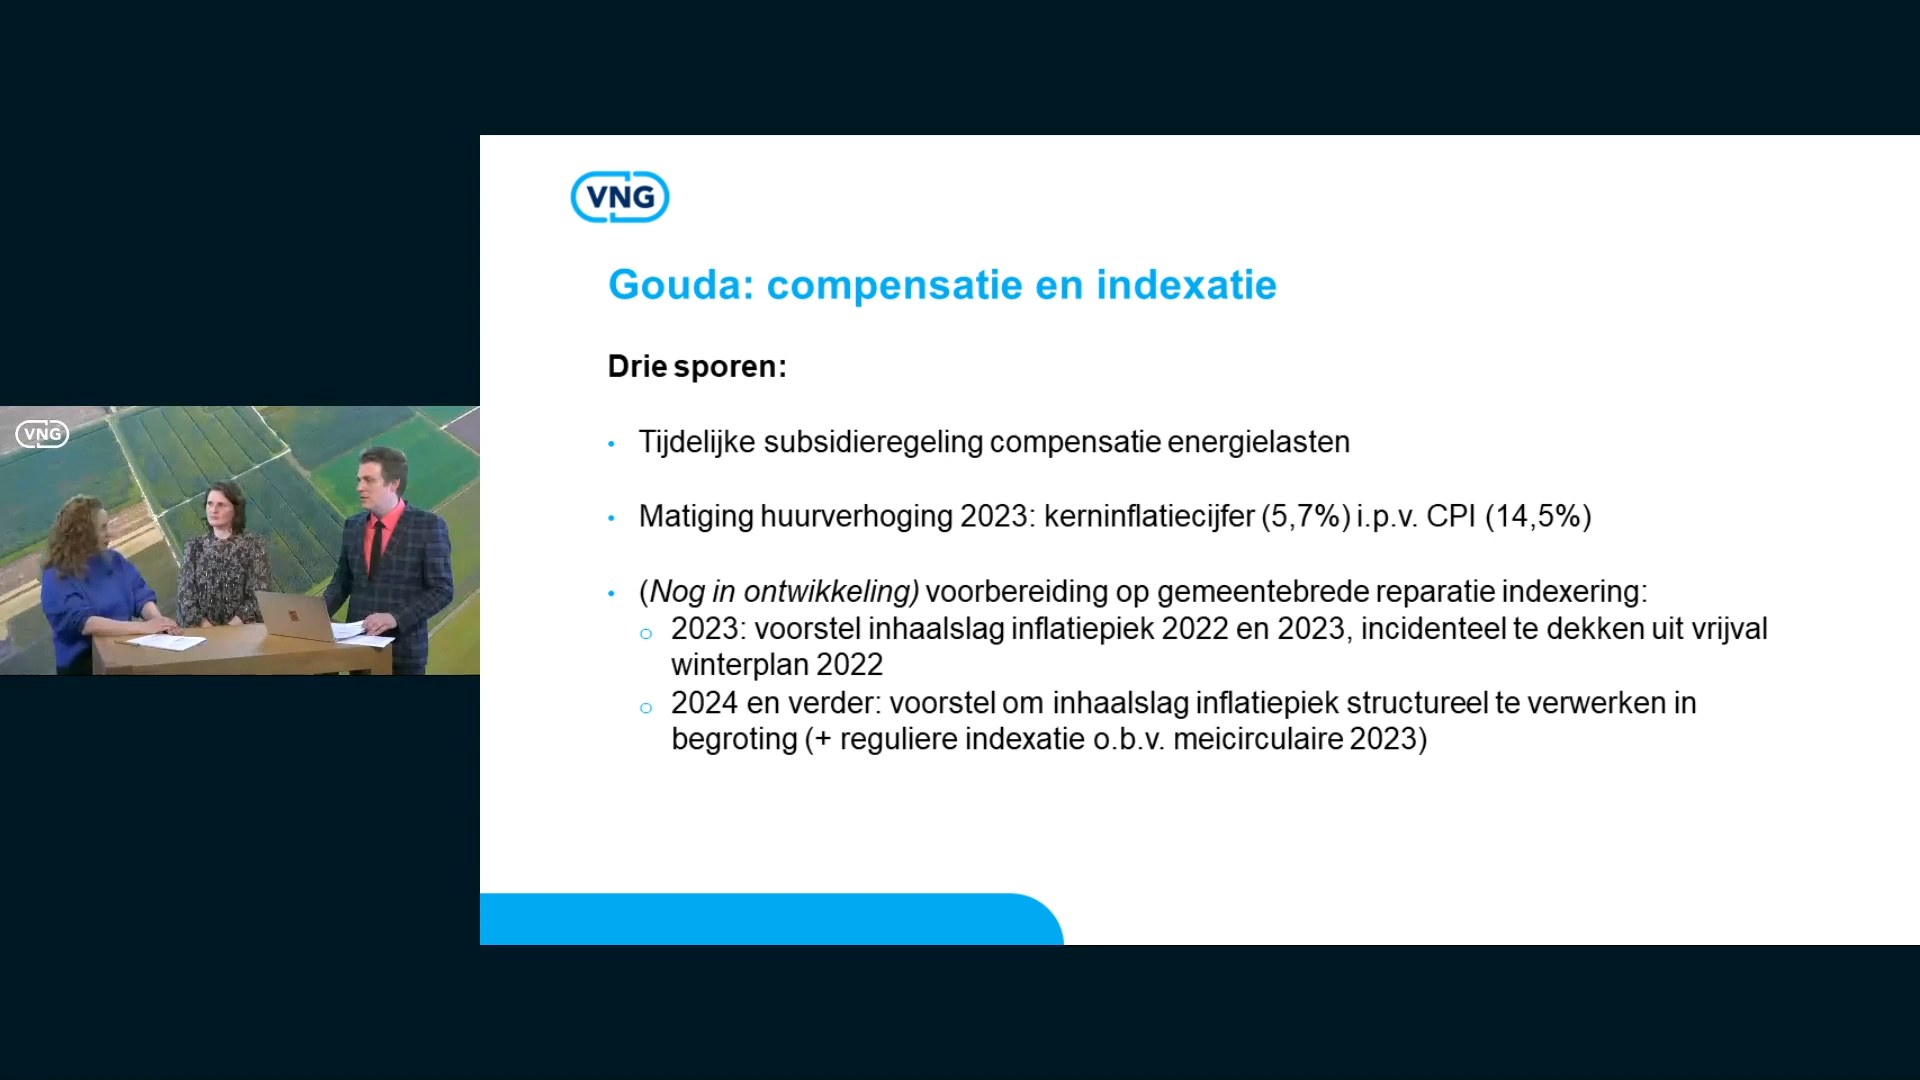 VNG
Gouda: compensatie en indexatie
Drie sporen:
• Tijdelijke subsidieregeling compensatie energielasten
• Matiging huurverhoging 2023: kerninflatiecijfer (5,7%) i.p.v. CPI (14,5%)
• (Nog in ontwikkeling) voorbereiding op gemeentebrede reparatie indexering:
o 2023: voorstel inhaalslag inflatiepiek 2022 en 2023, incidenteel te dekken uit vrijval
winterplan 2022
o 2024 en verder: voorstel om inhaalslag inflatiepiek structureel te verwerken in
begroting (+ reguliere indexatie o.b.v. meicirculaire 2023)
VNG